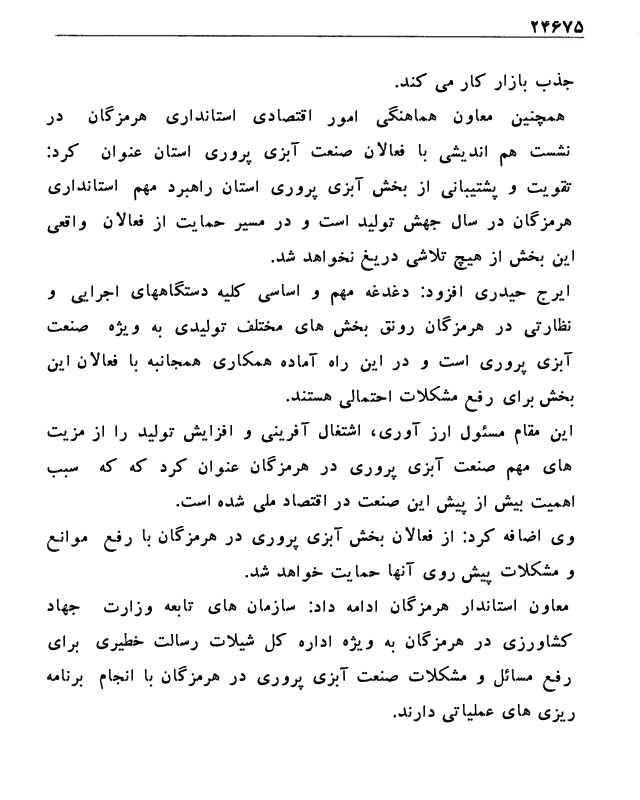 ۲۴۶۷۵
جذب بازار کار می کند.
همچنین معاون هماهنگی امور اقتصادی استانداری هرمزگان در
نشست هم اندیشی با فعالان صنعت آبزی پروری استان عنوان کرد:
تقویت و پشتیبانی از بخش آبزی پروری استان راهبرد مهم استانداری
هرمزگان در سال جهش تولید است و در مسیر حمایت از فعالان واقعی
این بخش از هیچ تلاشی دریغ نخواهد شد.
ایرج حیدری افزود: دغدغه مهم و اساسی کلیه دستگاههای اجرایی و
نظارتی در هرمزگان رونق بخش های مختلف تولیدی به ویژه صنعت
آبزی پروری است و در این راه آماده همکاری همجانبه با فعالان این
بخش برای رفع مشکلات احتمالی هستند.
این مقام مسئول ارز آوری، اشتغال آفرینی و افزایش تولید را از مزیت
های مهم صنعت آبزی پروری در هرمزگان عنوان کرد که که سبب
اهمیت بیش از پیش این صنعت در اقتصاد ملی شده است.
وی اضافه کرد: از فعالان بخش آبزی پروری در هرمزگان با رفع موانع
و مشکلات پیش روی آنها حمایت خواهد شد.
معاون استاندار هرمزگان ادامه داد: سازمان های تابعه وزارت جهاد
کشاورزی در هرمزگان به ویژه اداره کل شیلات رسالت خطیری برای
رفع مسائل و مشکلات صنعت آبزی پروری در هرمزگان با انجام برنامه
ریزی های عملیاتی دارند.